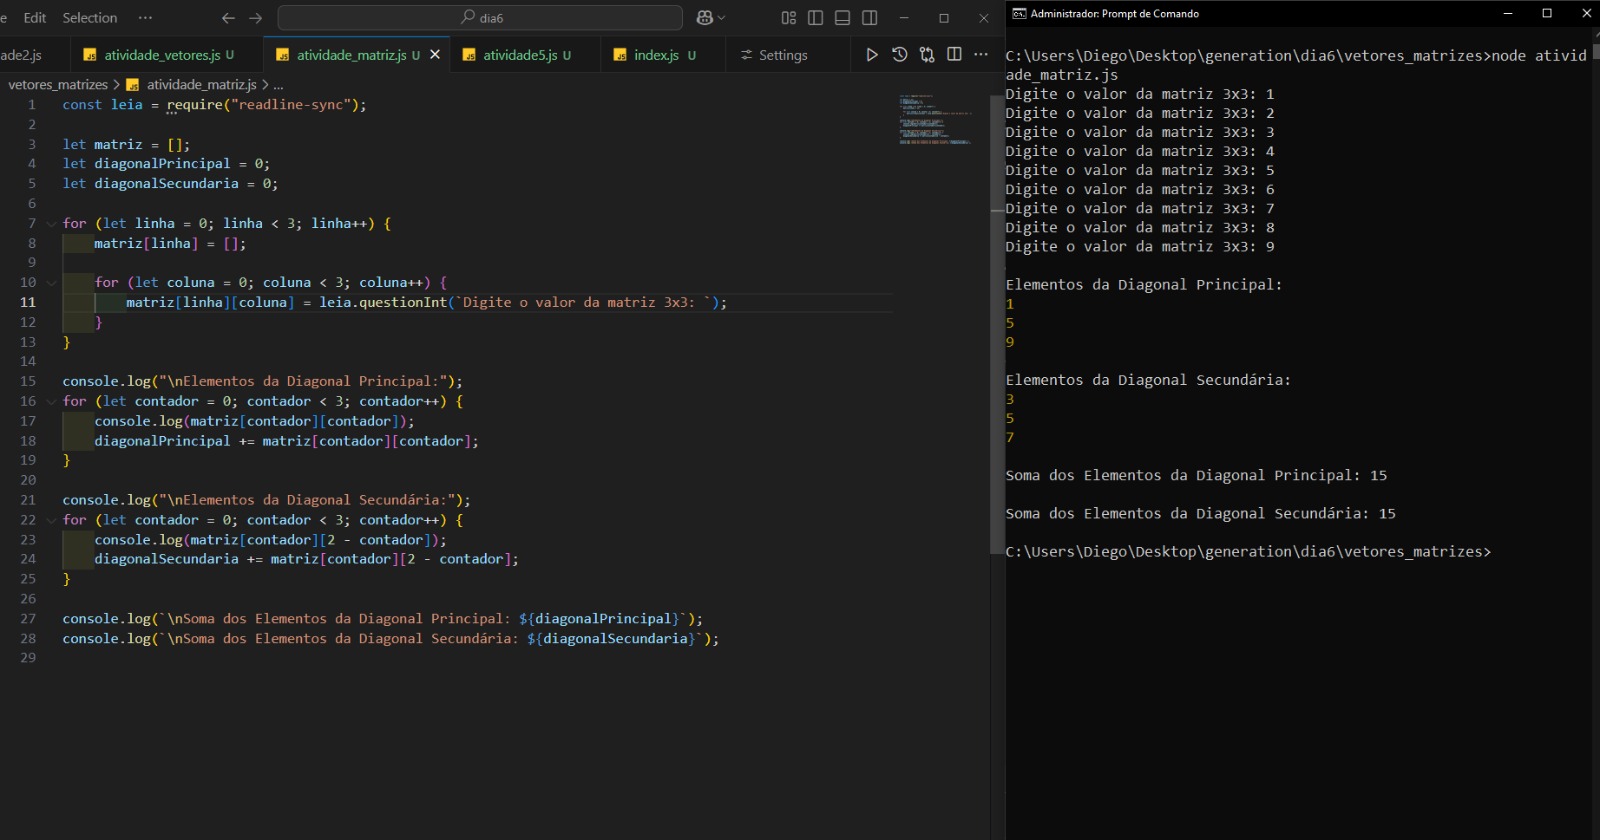 e Edit Selection ··· dia6
ade2.js atividade_vetores.js U atividade_matriz.js U atividade5.js U index.js U Settings
vetores_matrizes > atividade_matriz.js > ...
1 const leia = require("readline-sync");
2
3 let matriz = [];
4 let diagonalPrincipal = 0;
5 let diagonalSecundaria = 0;
6
7 for (let linha = 0; linha < 3; linha++) {
8 matriz[linha] = [];
9
10 for (let coluna = 0; coluna < 3; coluna++) {
11 matriz[linha][coluna] = leia.questionInt(`Digite o valor da matriz 3x3: `);
12 }
13 }
14
15 console.log("\nElementos da Diagonal Principal:");
16 for (let contador = 0; contador < 3; contador++) {
17 console.log(matriz[contador][contador]);
18 diagonalPrincipal += matriz[contador][contador];
19 }
20
21 console.log("\nElementos da Diagonal Secundária:");
22 for (let contador = 0; contador < 3; contador++) {
23 console.log(matriz[contador][2 - contador]);
24 diagonalSecundaria += matriz[contador][2 - contador];
25 }
26
27 console.log(`\nSoma dos Elementos da Diagonal Principal: ${diagonalPrincipal}`);
28 console.log(`\nSoma dos Elementos da Diagonal Secundária: ${diagonalSecundaria}`);
29
Administrador: Prompt de Comando
C:\Users\Diego\Desktop\generation\dia6\vetores_matrizes>node ativid
ade_matriz.js
Digite o valor da matriz 3x3: 1
Digite o valor da matriz 3x3: 2
Digite o valor da matriz 3x3: 3
Digite o valor da matriz 3x3: 4
Digite o valor da matriz 3x3: 5
Digite o valor da matriz 3x3: 6
Digite o valor da matriz 3x3: 7
Digite o valor da matriz 3x3: 8
Digite o valor da matriz 3x3: 9
Elementos da Diagonal Principal:
1
5
9
Elementos da Diagonal Secundária:
3
5
7
Soma dos Elementos da Diagonal Principal: 15
Soma dos Elementos da Diagonal Secundária: 15
C:\Users\Diego\Desktop\generation\dia6\vetores_matrizes>